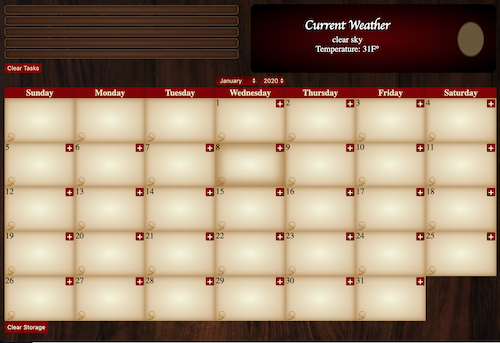 Current Weather
clear sky
Temperature: 31F°
Clear Tasks
January 2020
Sunday Monday Tuesday Wednesday Thursday Friday Saturday
1 2 3 4
5 6 7 8 9 10 11
12 13 14 15 16 17 18
19 20 21 22 23 24 25
26 27 28 29 30 31
Clear Storage